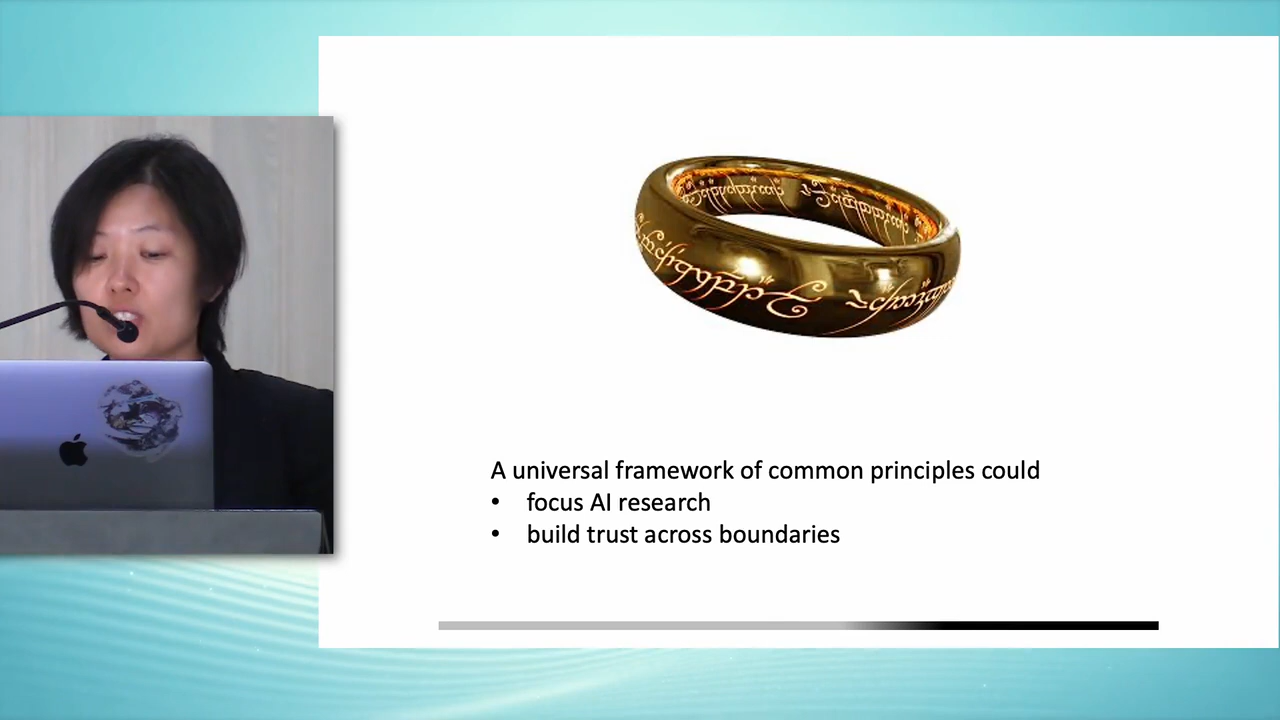 A universal framework of common principles could
• focus AI research
• build trust across boundaries